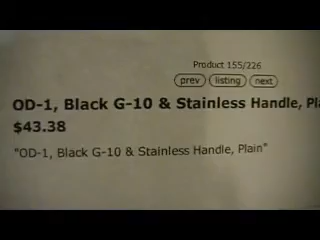 Product 155/226
prev listing next
OD-1, Black G-10 & Stainless Handle,
$43.38
"OD-1, Black G-10 & Stainless Handle, Plain"